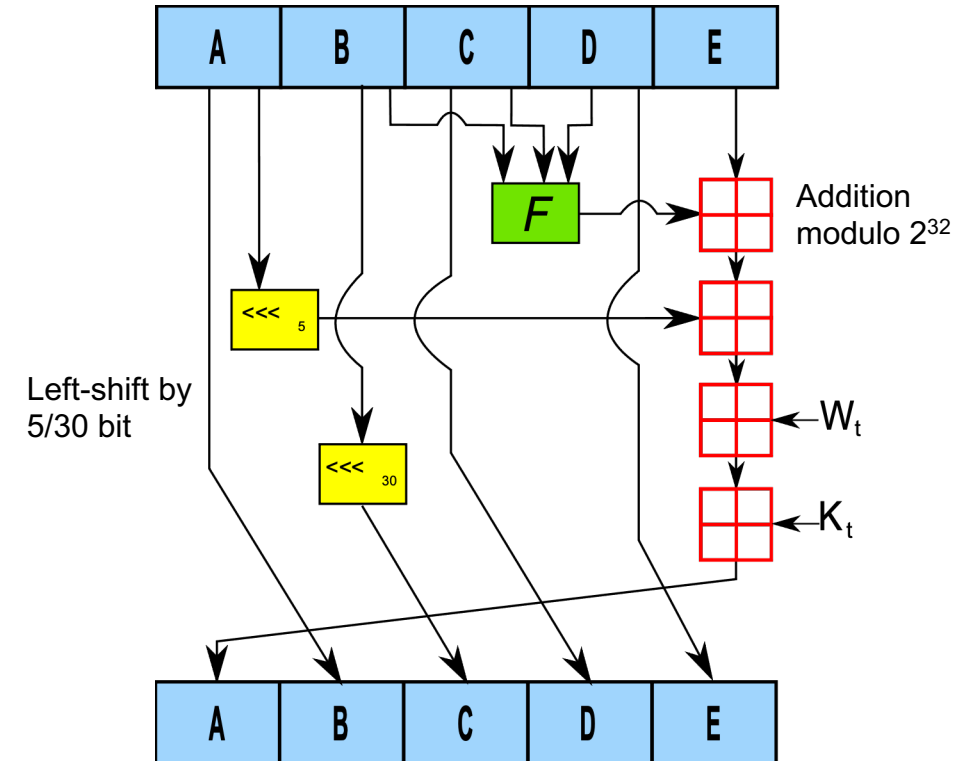 A B C D E
F
Addition
modulo 2³²
<<< 5
Left-shift by
5/30 bit
Wₜ
<<< 30
Kₜ
A B C D E